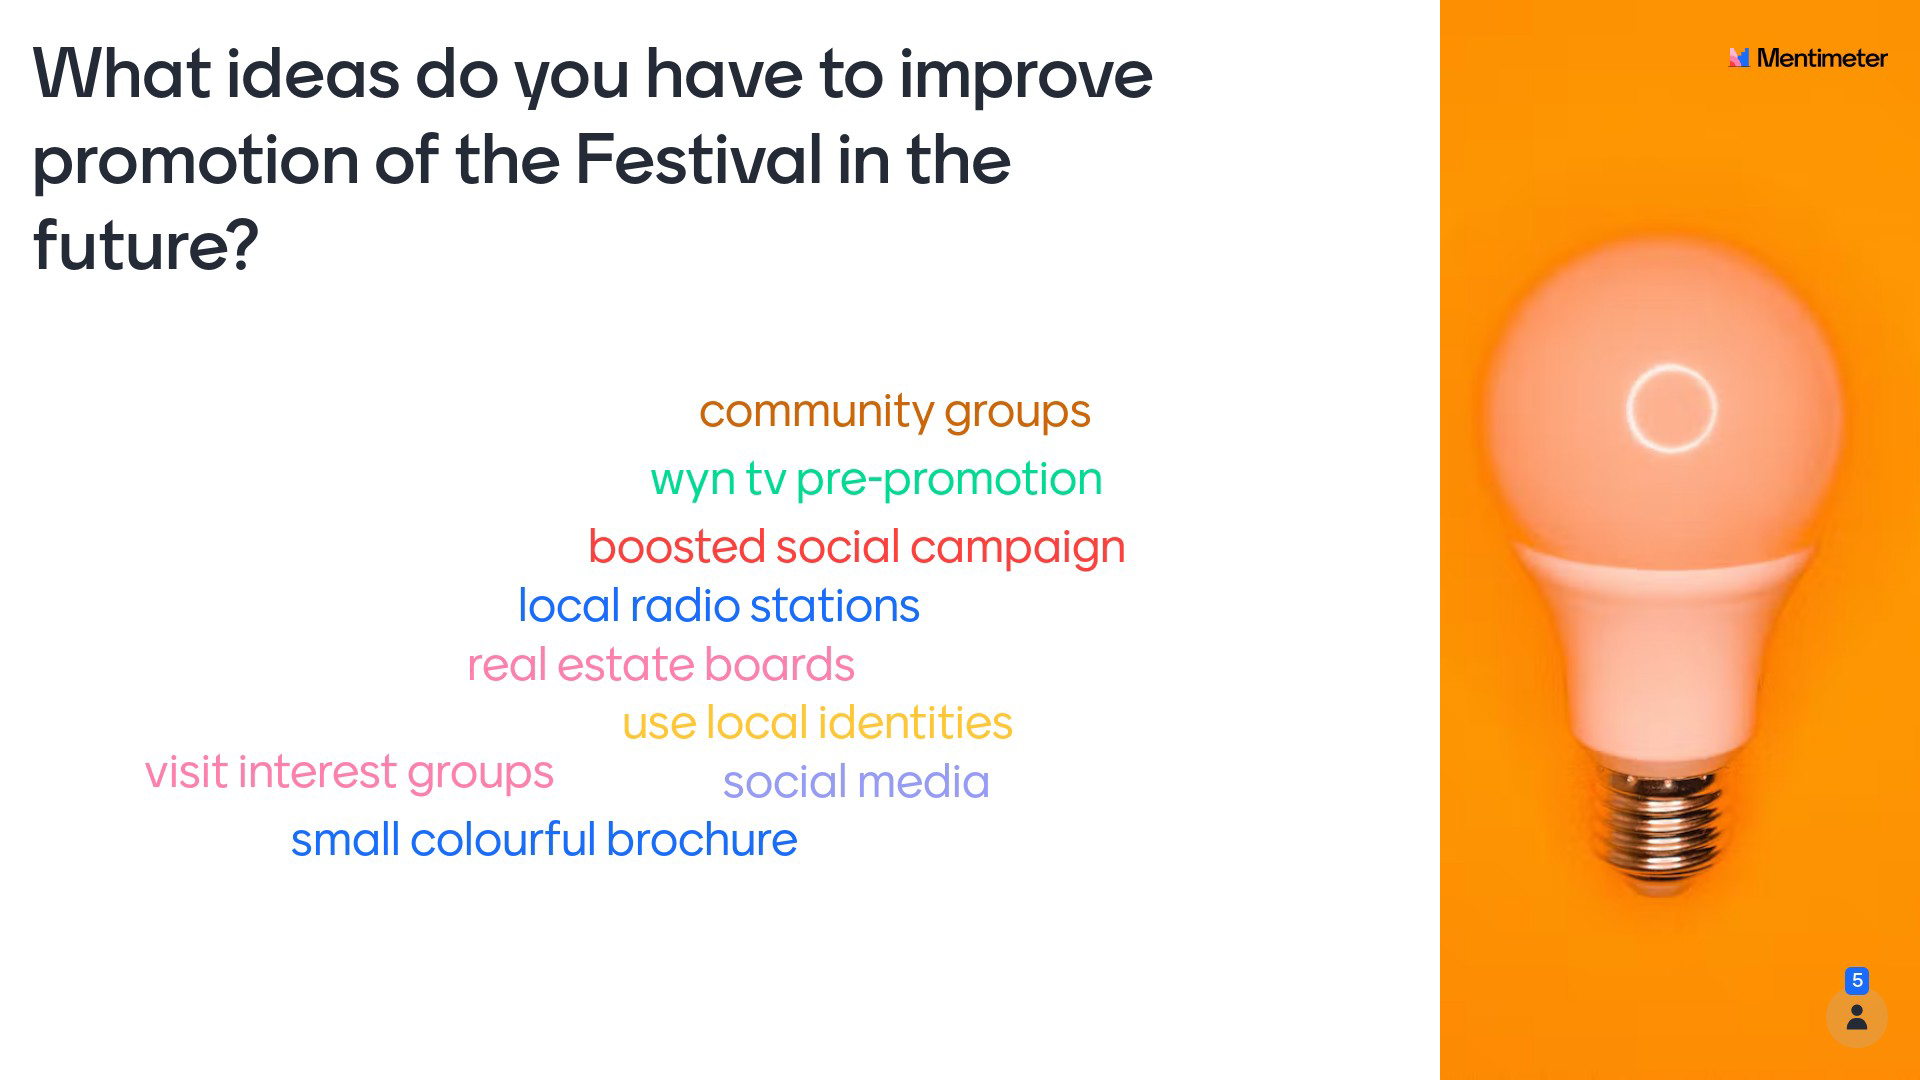 What ideas do you have to improve
promotion of the Festival in the
future?
Mentimeter
community groups
wyn tv pre-promotion
boosted social campaign
local radio stations
real estate boards
use local identities
visit interest groups
social media
small colourful brochure
5